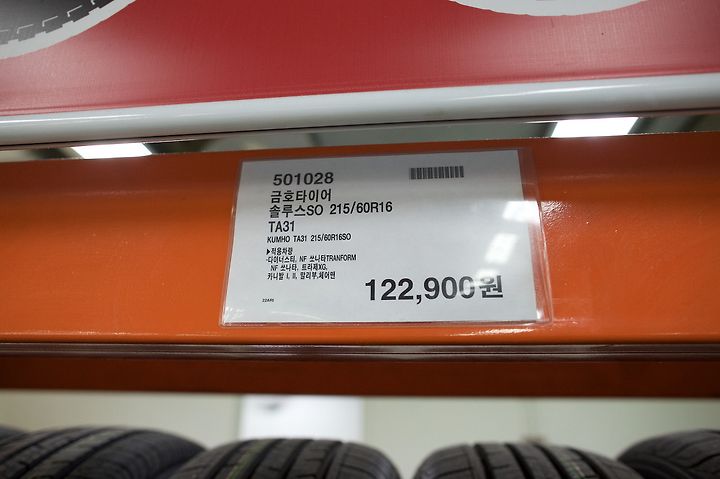 501028
금호타이어
솔루스SO 215/60R16
TA31
KUMHO TA31 215/60R16SO
▶적용차량
-다이너스티, NF 쏘나타TRANFORM
NF 쏘나타, 트라제XG,
카니발 I, II, 말리부,체어맨
22ARI
122,900원